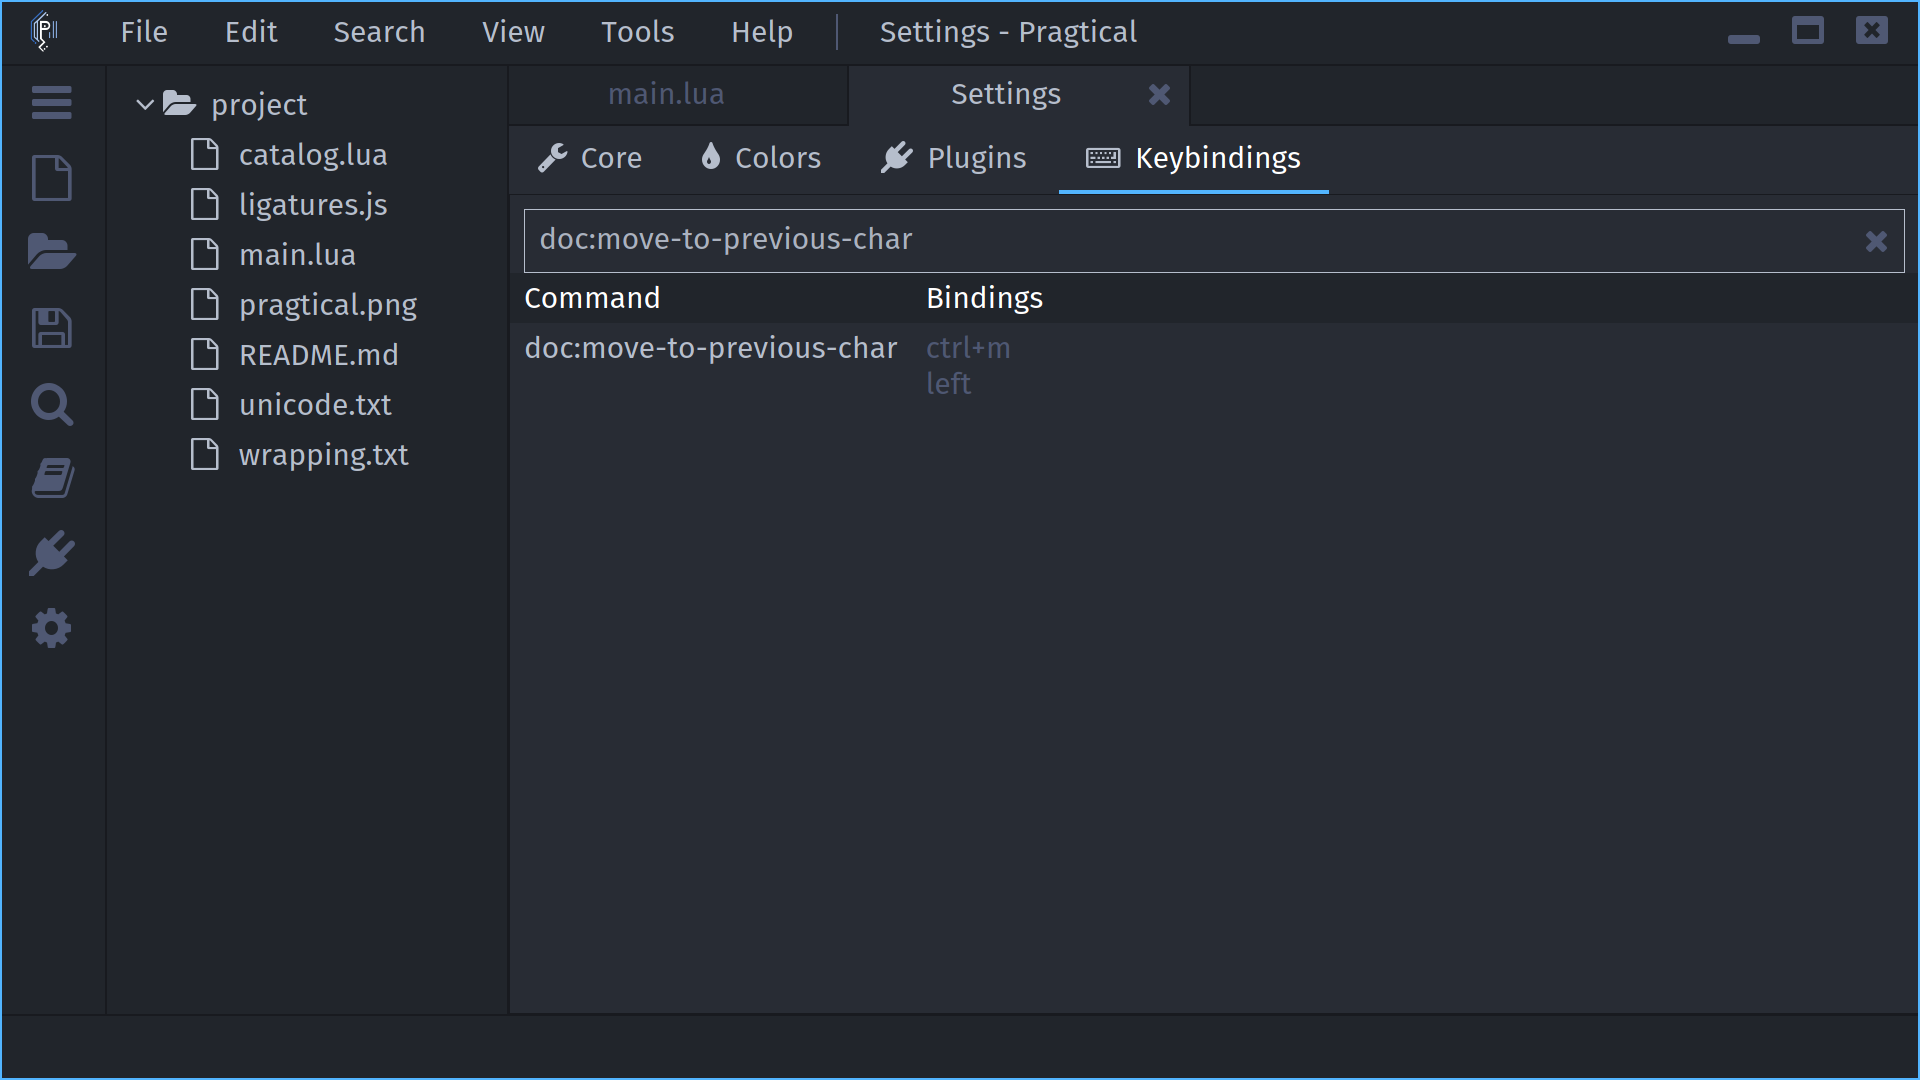 File Edit Search View Tools Help Settings - Pragtical
project
catalog.lua
ligatures.js
main.lua
pragtical.png
README.md
unicode.txt
wrapping.txt
main.lua Settings
Core Colors Plugins Keybindings
doc:move-to-previous-char
Command Bindings
doc:move-to-previous-char ctrl+m
left